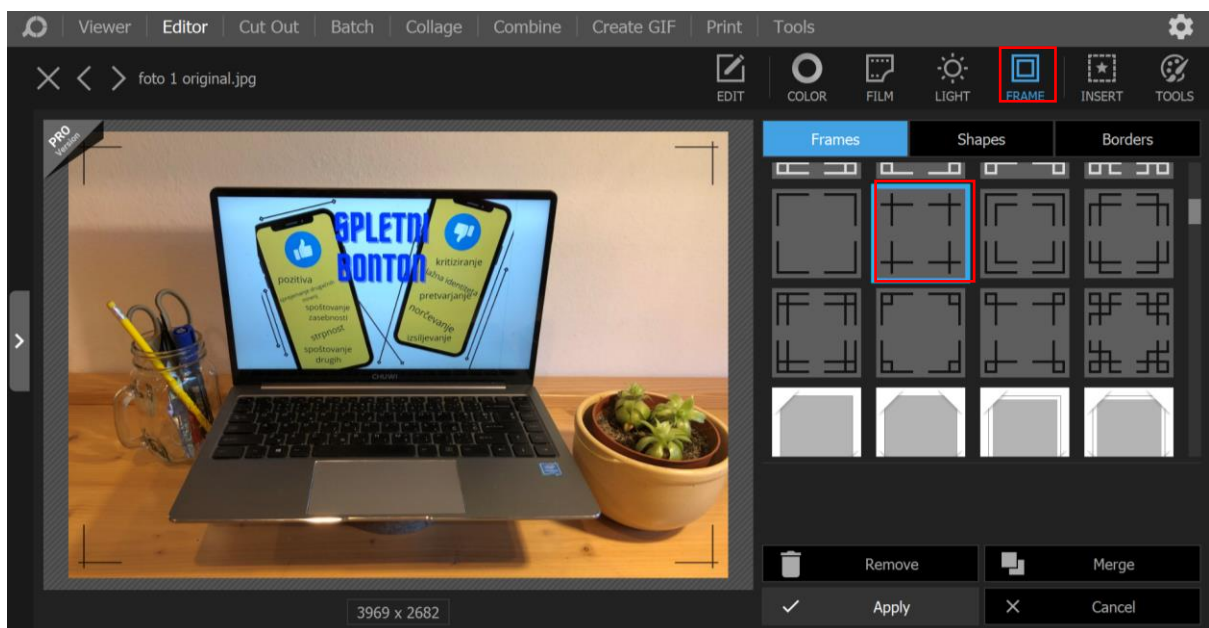 Viewer Editor Cut Out Batch Collage Combine Create GIF Print Tools
foto 1 original.jpg
EDIT COLOR FILM LIGHT FRAME INSERT TOOLS
PRO
Version
Frames Shapes Borders
SPLETNI
BONTON
pozitiva
spoštovanje
zasebnosti
strpnost
spoštovanje
drugih
kritiziranje
lažna identiteta
pretvarjanje
norčevanje
izsiljevanje
CHUWI
Remove Merge
3969 x 2682
Apply Cancel